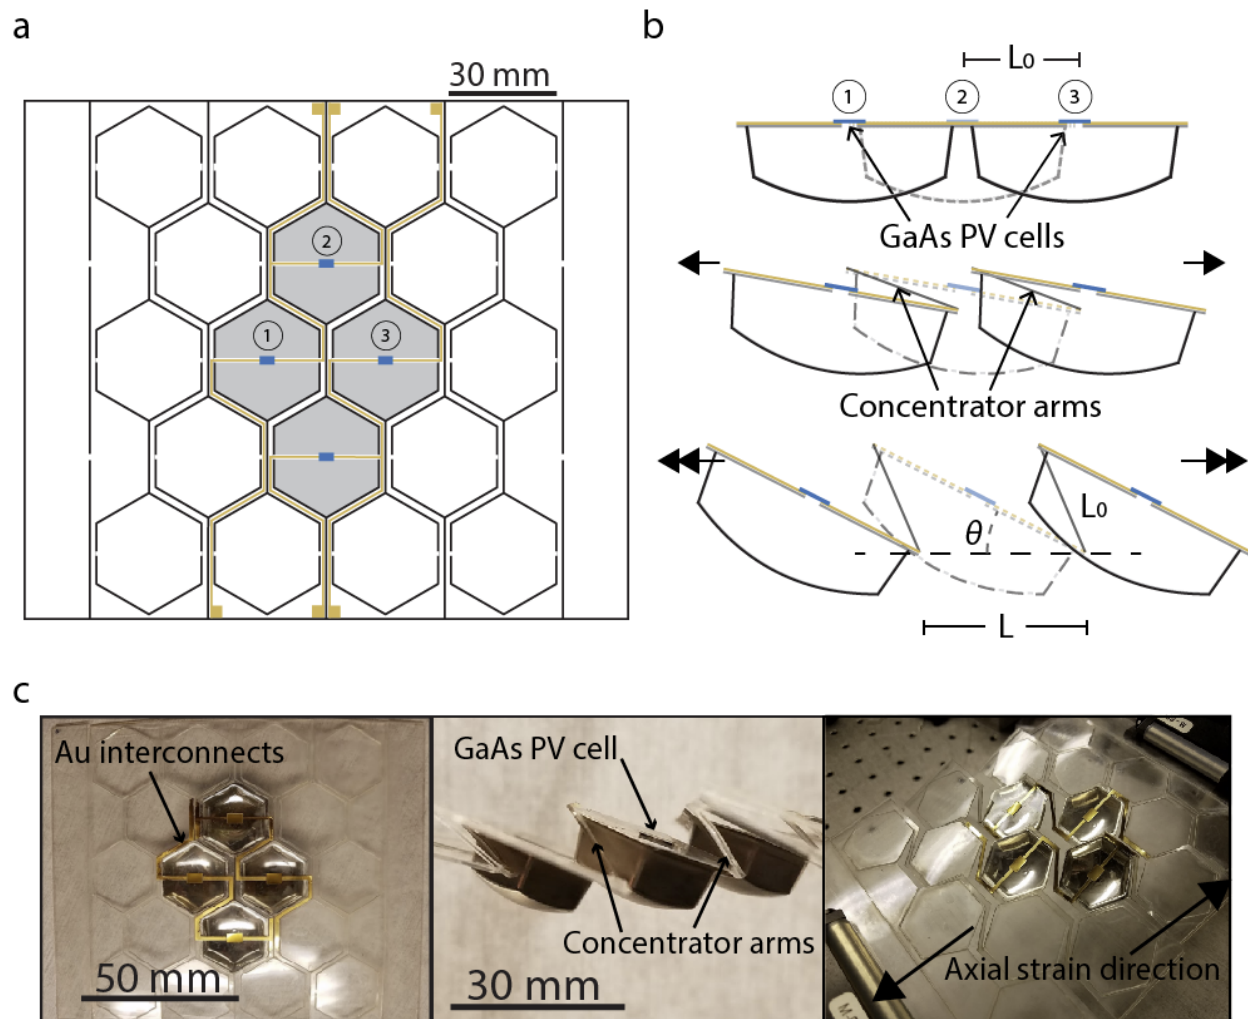 a
30 mm
2
1
3
b
L0
1
2
3
GaAs PV cells
Concentrator arms
L0
θ
L
c
Au interconnects
50 mm
GaAs PV cell
Concentrator arms
30 mm
Axial strain direction